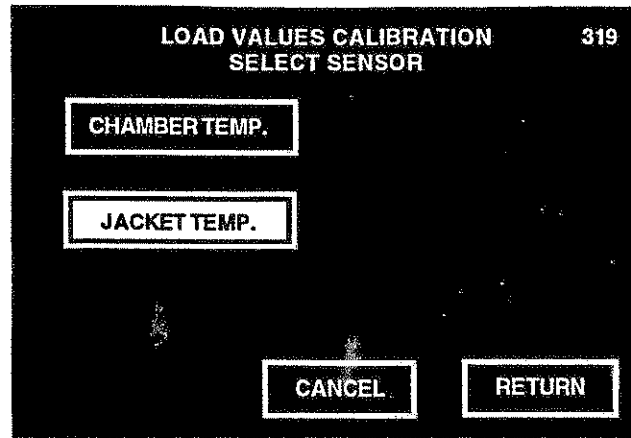 LOAD VALUES CALIBRATION 319
SELECT SENSOR
CHAMBER TEMP.
JACKET TEMP.
CANCEL
RETURN